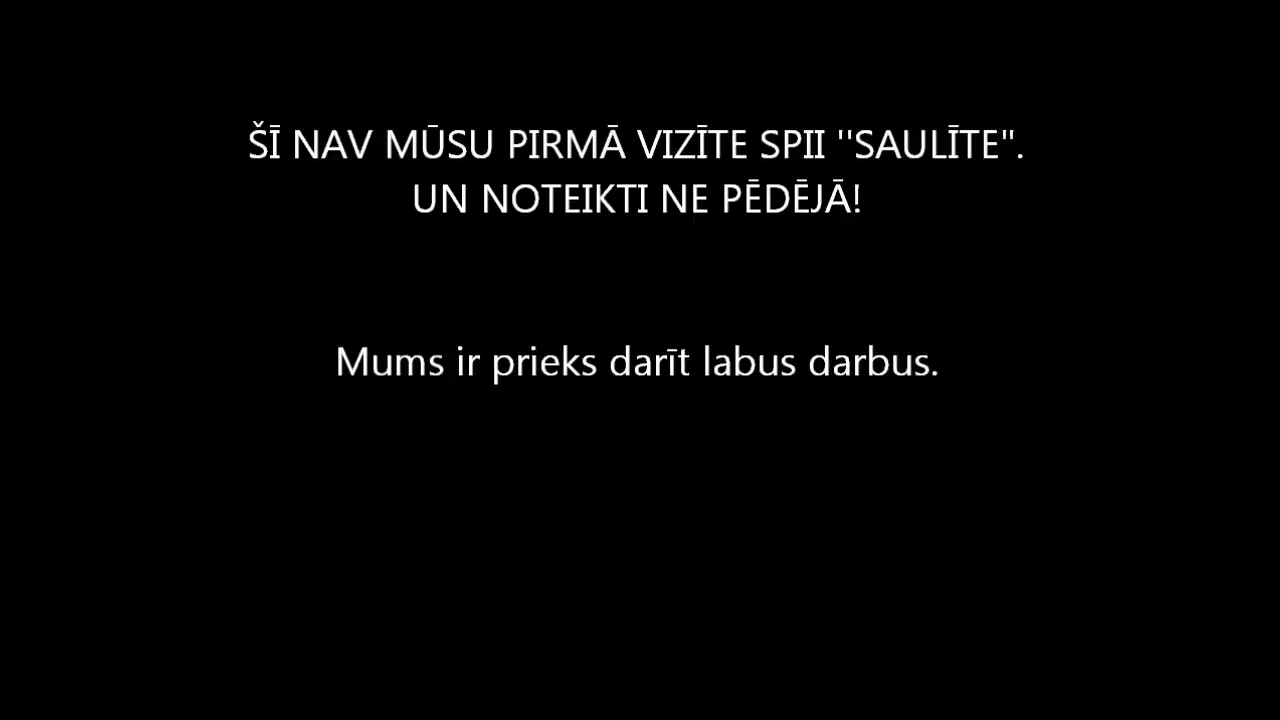 ŠĪ NAV MŪSU PIRMĀ VIZĪTE SPII ''SAULĪTE".
UN NOTEIKTI NE PĒDĒJĀ!
Mums ir prieks darīt labus darbus.